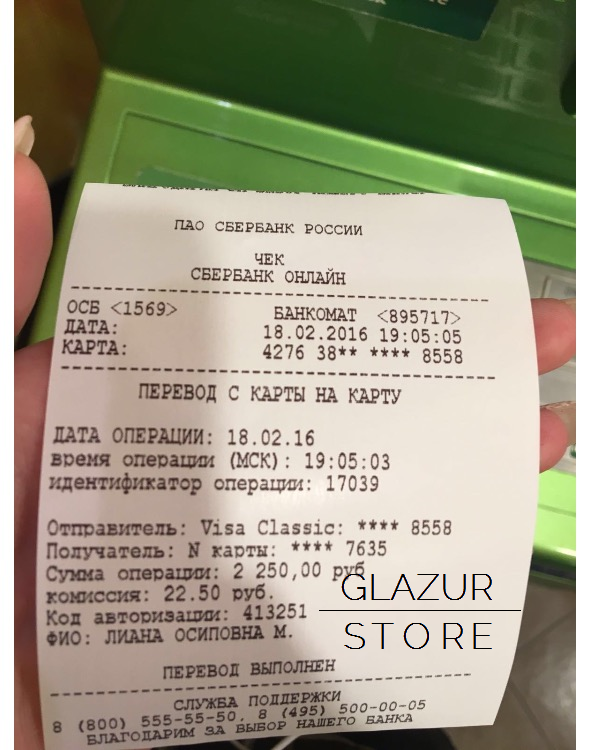 ПАО СБЕРБАНК РОССИИ
ЧЕК
СБЕРБАНК ОНЛАЙН
ОСБ <1569> БАНКОМАТ <895717>
ДАТА: 18.02.2016 19:05:05
КАРТА: 4276 38** **** 8558
ПЕРЕВОД С КАРТЫ НА КАРТУ
ДАТА ОПЕРАЦИИ: 18.02.16
время операции (МСК): 19:05:03
идентификатор операции: 17039
Отправитель: Visa Classic: **** 8558
Получатель: N карты: **** 7635
Сумма операции: 2 250,00 руб
комиссия: 22.50 руб.
Код авторизации: 413251
ФИО: ЛИАНА ОСИПОВНА М.
GLAZUR
STORE
ПЕРЕВОД ВЫПОЛНЕН
СЛУЖБА ПОДДЕРЖКИ
8 (800) 555-55-50, 8 (495) 500-00-05
БЛАГОДАРИМ ЗА ВЫБОР НАШЕГО БАНКА